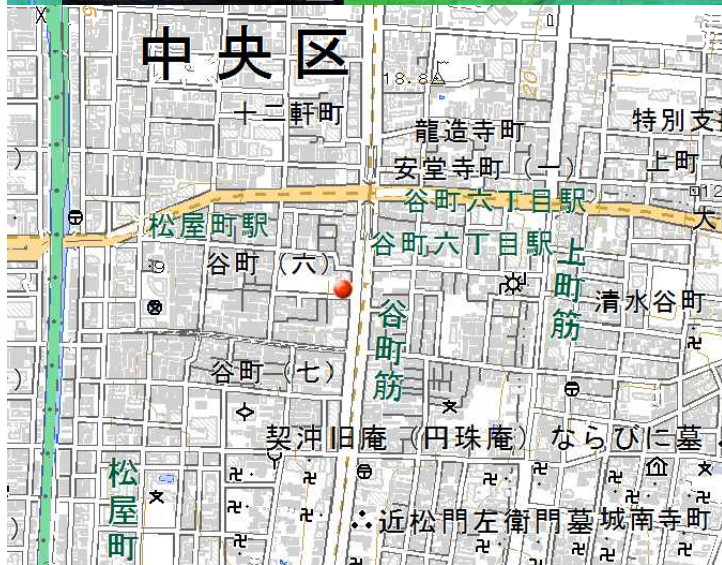 中央区
18.8
十二軒町
龍造寺町
特別支
安堂寺町(一)
上町
谷町六丁目駅
松屋町駅
谷町六丁目駅
谷町(六)
上町筋
清水谷町
谷町筋
谷町(七)
契沖旧庵(円珠庵)ならびに墓
松屋町
近松門左衛門墓
城南寺町